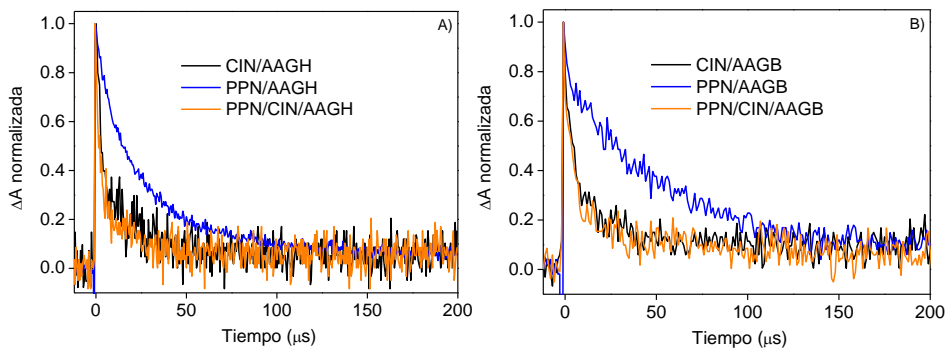 A)
CIN/AAGH
PPN/AAGH
PPN/CIN/AAGH
ΔA normalizada
1.0
0.8
0.6
0.4
0.2
0.0
0 50 100 150 200
Tiempo (μs)
B)
CIN/AAGB
PPN/AAGB
PPN/CIN/AAGB
ΔA normalizada
1.0
0.8
0.6
0.4
0.2
0.0
0 50 100 150 200
Tiempo (μs)